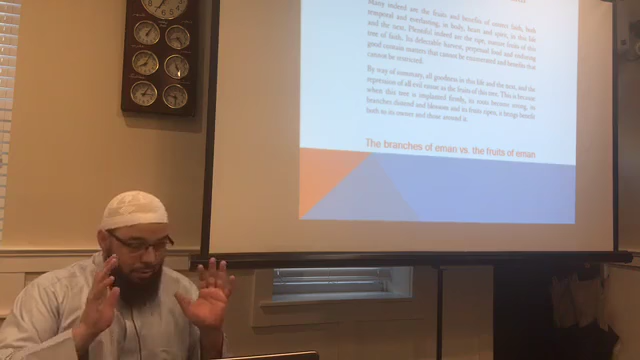 Many indeed are the fruits and benefits of correct faith, both
temporal and everlasting, in body, heart and spirit, in this life
and the next. Plentiful indeed are the ripe, mature fruits of this
tree of faith. Its delectable harvest, perpetual food and enduring
good contain matters that cannot be enumerated and benefits that
cannot be restricted.
By way of summary, all goodness in this life and the next, and the
repression of all evil ensue as the fruits of this tree. This is because
when this tree is implanted firmly, its roots become strong, its
branches distend and blossom and its fruits ripen, it brings benefit
both to its owner and those around it.
The branches of eman vs. the fruits of eman